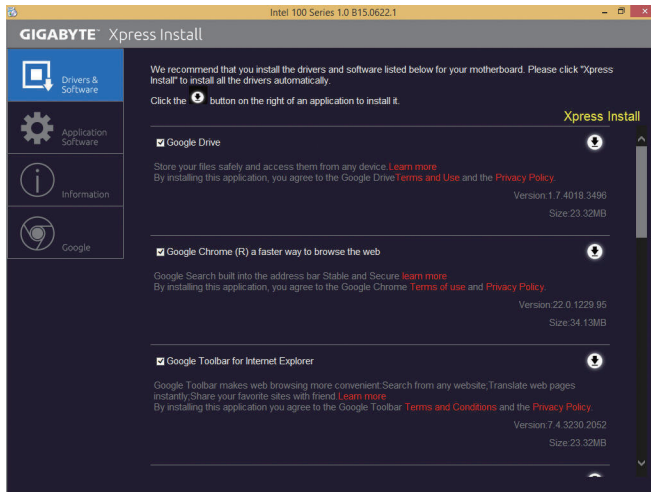 Intel 100 Series 1.0 B15.0622.1
GIGABYTE™ Xpress Install
Drivers &
Software
Application
Software
Information
Google
We recommend that you install the drivers and software listed below for your motherboard. Please click "Xpress
Install" to install all the drivers automatically.
Click the button on the right of an application to install it.
Xpress Install
Google Drive
Store your files safely and access them from any device.Learn more
By installing this application, you agree to the Google DriveTerms and Use and the Privacy Policy.
Version:1.7.4018.3496
Size:23.32MB
Google Chrome (R) a faster way to browse the web
Google Search built into the address bar Stable and Secure learn more
By installing this application, you agree to the Google Chrome Terms of use and Privacy Policy.
Version:22.0.1229.95
Size:34.13MB
Google Toolbar for Internet Explorer
Google Toolbar makes web browsing more convenient:Search from any website;Translate web pages
instantly;Share your favorite sites with friend.Learn more
By installing this application you agree to the Google Toolbar Terms and Conditions and the Privacy Policy.
Version:7.4.3230.2052
Size:23.32MB